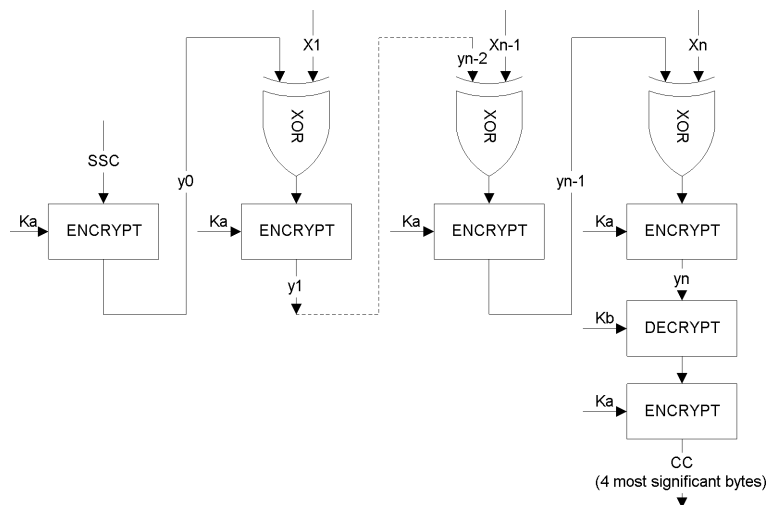 X1
Xn-1
Xn
yn-2
XOR
XOR
XOR
SSC
y0
yn-1
Ka
ENCRYPT
Ka
ENCRYPT
Ka
ENCRYPT
Ka
ENCRYPT
y1
yn
Kb
DECRYPT
Ka
ENCRYPT
CC
(4 most significant bytes)